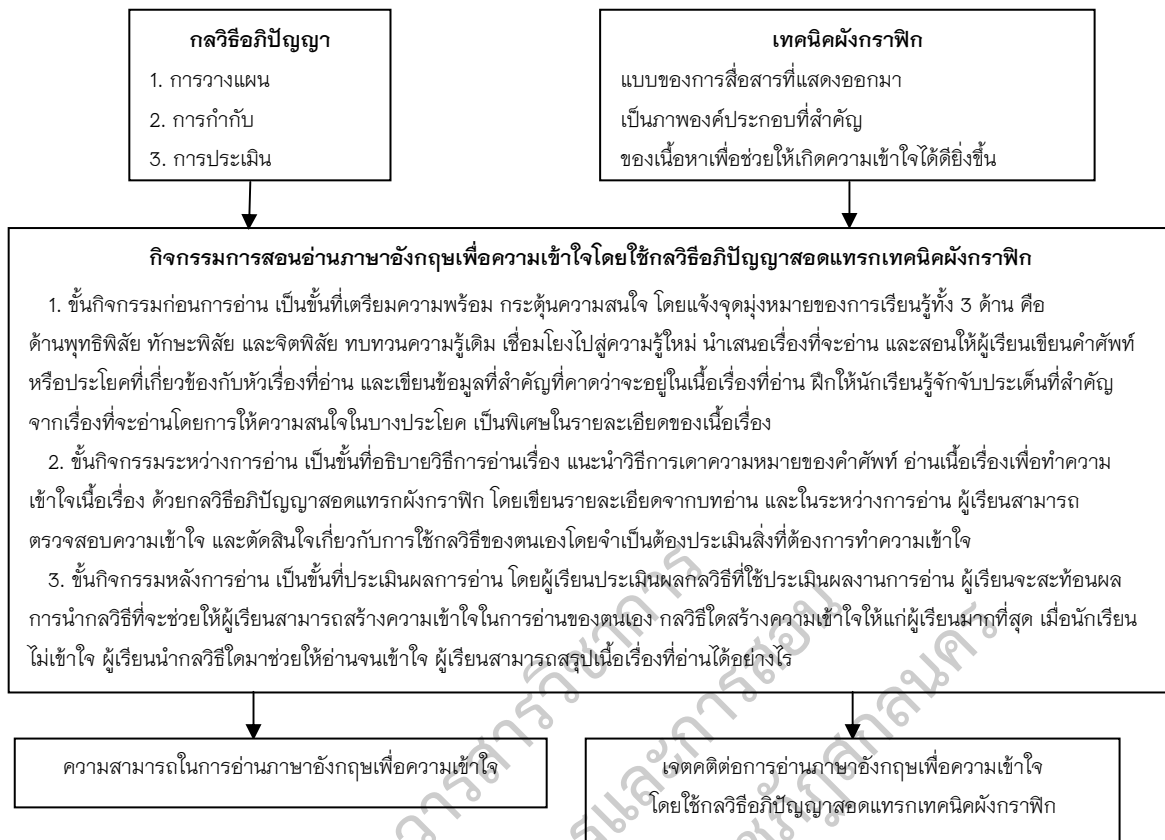 กลวิธีอภิปัญญา
1. การวางแผน
2. การกำกับ
3. การประเมิน
เทคนิคผังกราฟิก
แบบของการสื่อสารที่แสดงออกมา
เป็นภาพองค์ประกอบที่สำคัญ
ของเนื้อหาเพื่อช่วยให้เกิดความเข้าใจได้ดียิ่งขึ้น
กิจกรรมการสอนอ่านภาษาอังกฤษเพื่อความเข้าใจโดยใช้กลวิธีอภิปัญญาสอดแทรกเทคนิคผังกราฟิก
1. ขั้นกิจกรรมก่อนการอ่าน เป็นขั้นที่เตรียมความพร้อม กระตุ้นความสนใจ โดยแจ้งจุดมุ่งหมายของการเรียนรู้ทั้ง 3 ด้าน คือ
ด้านพุทธิพิสัย ทักษะพิสัย และจิตพิสัย ทบทวนความรู้เดิม เชื่อมโยงไปสู่ความรู้ใหม่ นำเสนอเรื่องที่จะอ่าน และสอนให้ผู้เรียนเขียนคำศัพท์
หรือประโยคที่เกี่ยวข้องกับหัวเรื่องที่อ่าน และเขียนข้อมูลที่สำคัญที่คาดว่าจะอยู่ในเนื้อเรื่องที่อ่าน ฝึกให้นักเรียนรู้จักจับประเด็นที่สำคัญ
จากเรื่องที่จะอ่านโดยการให้ความสนใจในบางประโยค เป็นพิเศษในรายละเอียดของเนื้อเรื่อง
2. ขั้นกิจกรรมระหว่างการอ่าน เป็นขั้นที่อธิบายวิธีการอ่านเรื่อง แนะนำวิธีการเดาความหมายของคำศัพท์ อ่านเนื้อเรื่องเพื่อทำความ
เข้าใจเนื้อเรื่อง ด้วยกลวิธีอภิปัญญาสอดแทรกผังกราฟิก โดยเขียนรายละเอียดจากบทอ่าน และในระหว่างการอ่าน ผู้เรียนสามารถ
ตรวจสอบความเข้าใจ และตัดสินใจเกี่ยวกับการใช้กลวิธีของตนเองโดยจำเป็นต้องประเมินสิ่งที่ต้องการทำความเข้าใจ
3. ขั้นกิจกรรมหลังการอ่าน เป็นขั้นที่ประเมินผลการอ่าน โดยผู้เรียนประเมินผลกลวิธีที่ใช้ประเมินผลงานการอ่าน ผู้เรียนจะสะท้อนผล
การนำกลวิธีที่จะช่วยให้ผู้เรียนสามารถสร้างความเข้าใจในการอ่านของตนเอง กลวิธีใดสร้างความเข้าใจให้แก่ผู้เรียนมากที่สุด เมื่อนักเรียน
ไม่เข้าใจ ผู้เรียนนำกลวิธีใดมาช่วยให้อ่านจนเข้าใจ ผู้เรียนสามารถสรุปเนื้อเรื่องที่อ่านได้อย่างไร
ความสามารถในการอ่านภาษาอังกฤษเพื่อความเข้าใจ
เจตคติต่อการอ่านภาษาอังกฤษเพื่อความเข้าใจ
โดยใช้กลวิธีอภิปัญญาสอดแทรกเทคนิคผังกราฟิก